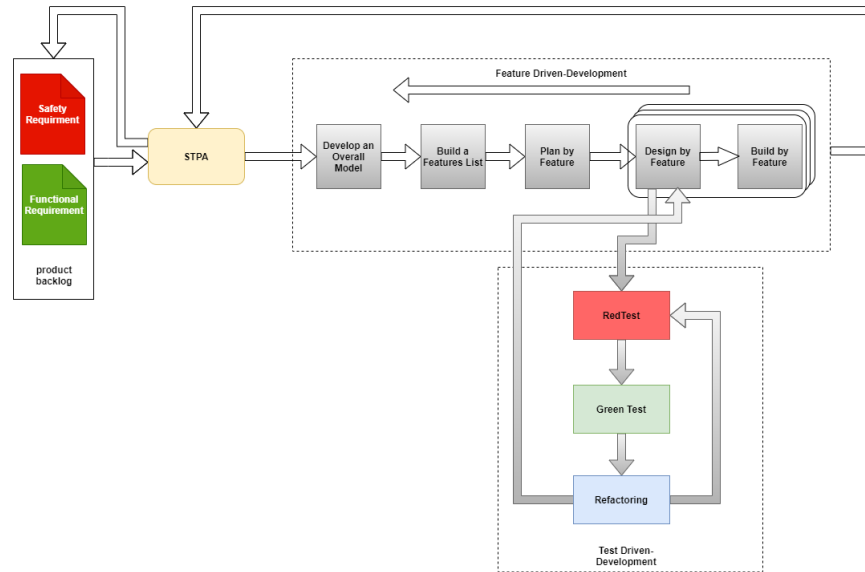 Safety
Requirment
Functional
Requirement
product
backlog
STPA
Feature Driven-Development
Develop an
Overall
Model
Build a
Features List
Plan by
Feature
Design by
Feature
Build by
Feature
RedTest
Green Test
Refactoring
Test Driven-
Development